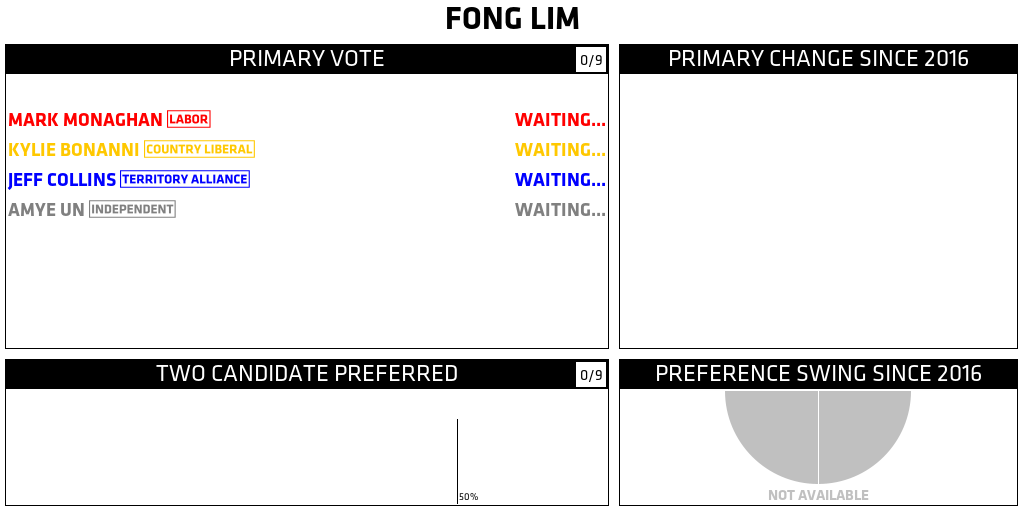 FONG LIM
PRIMARY VOTE 0/9
MARK MONAGHAN LABOR WAITING...
KYLIE BONANNI COUNTRY LIBERAL WAITING...
JEFF COLLINS TERRITORY ALLIANCE WAITING...
AMYE UN INDEPENDENT WAITING...
PRIMARY CHANGE SINCE 2016
TWO CANDIDATE PREFERRED 0/9
50%
PREFERENCE SWING SINCE 2016
NOT AVAILABLE